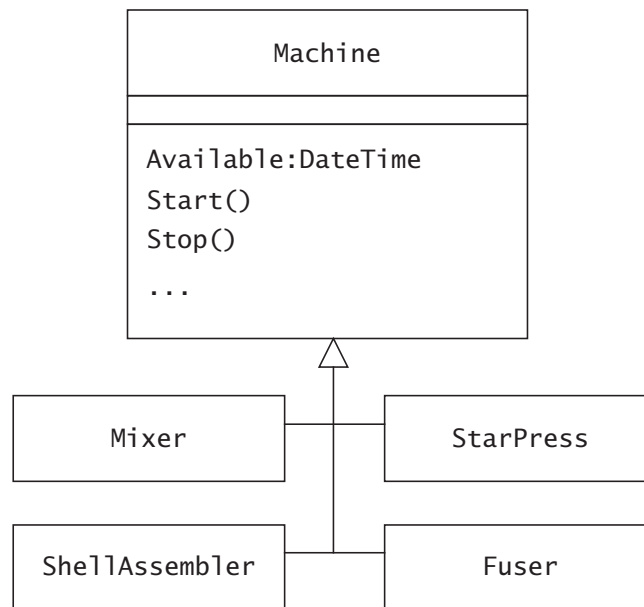 Machine
Available:DateTime
Start()
Stop()
...
Mixer
StarPress
ShellAssembler
Fuser